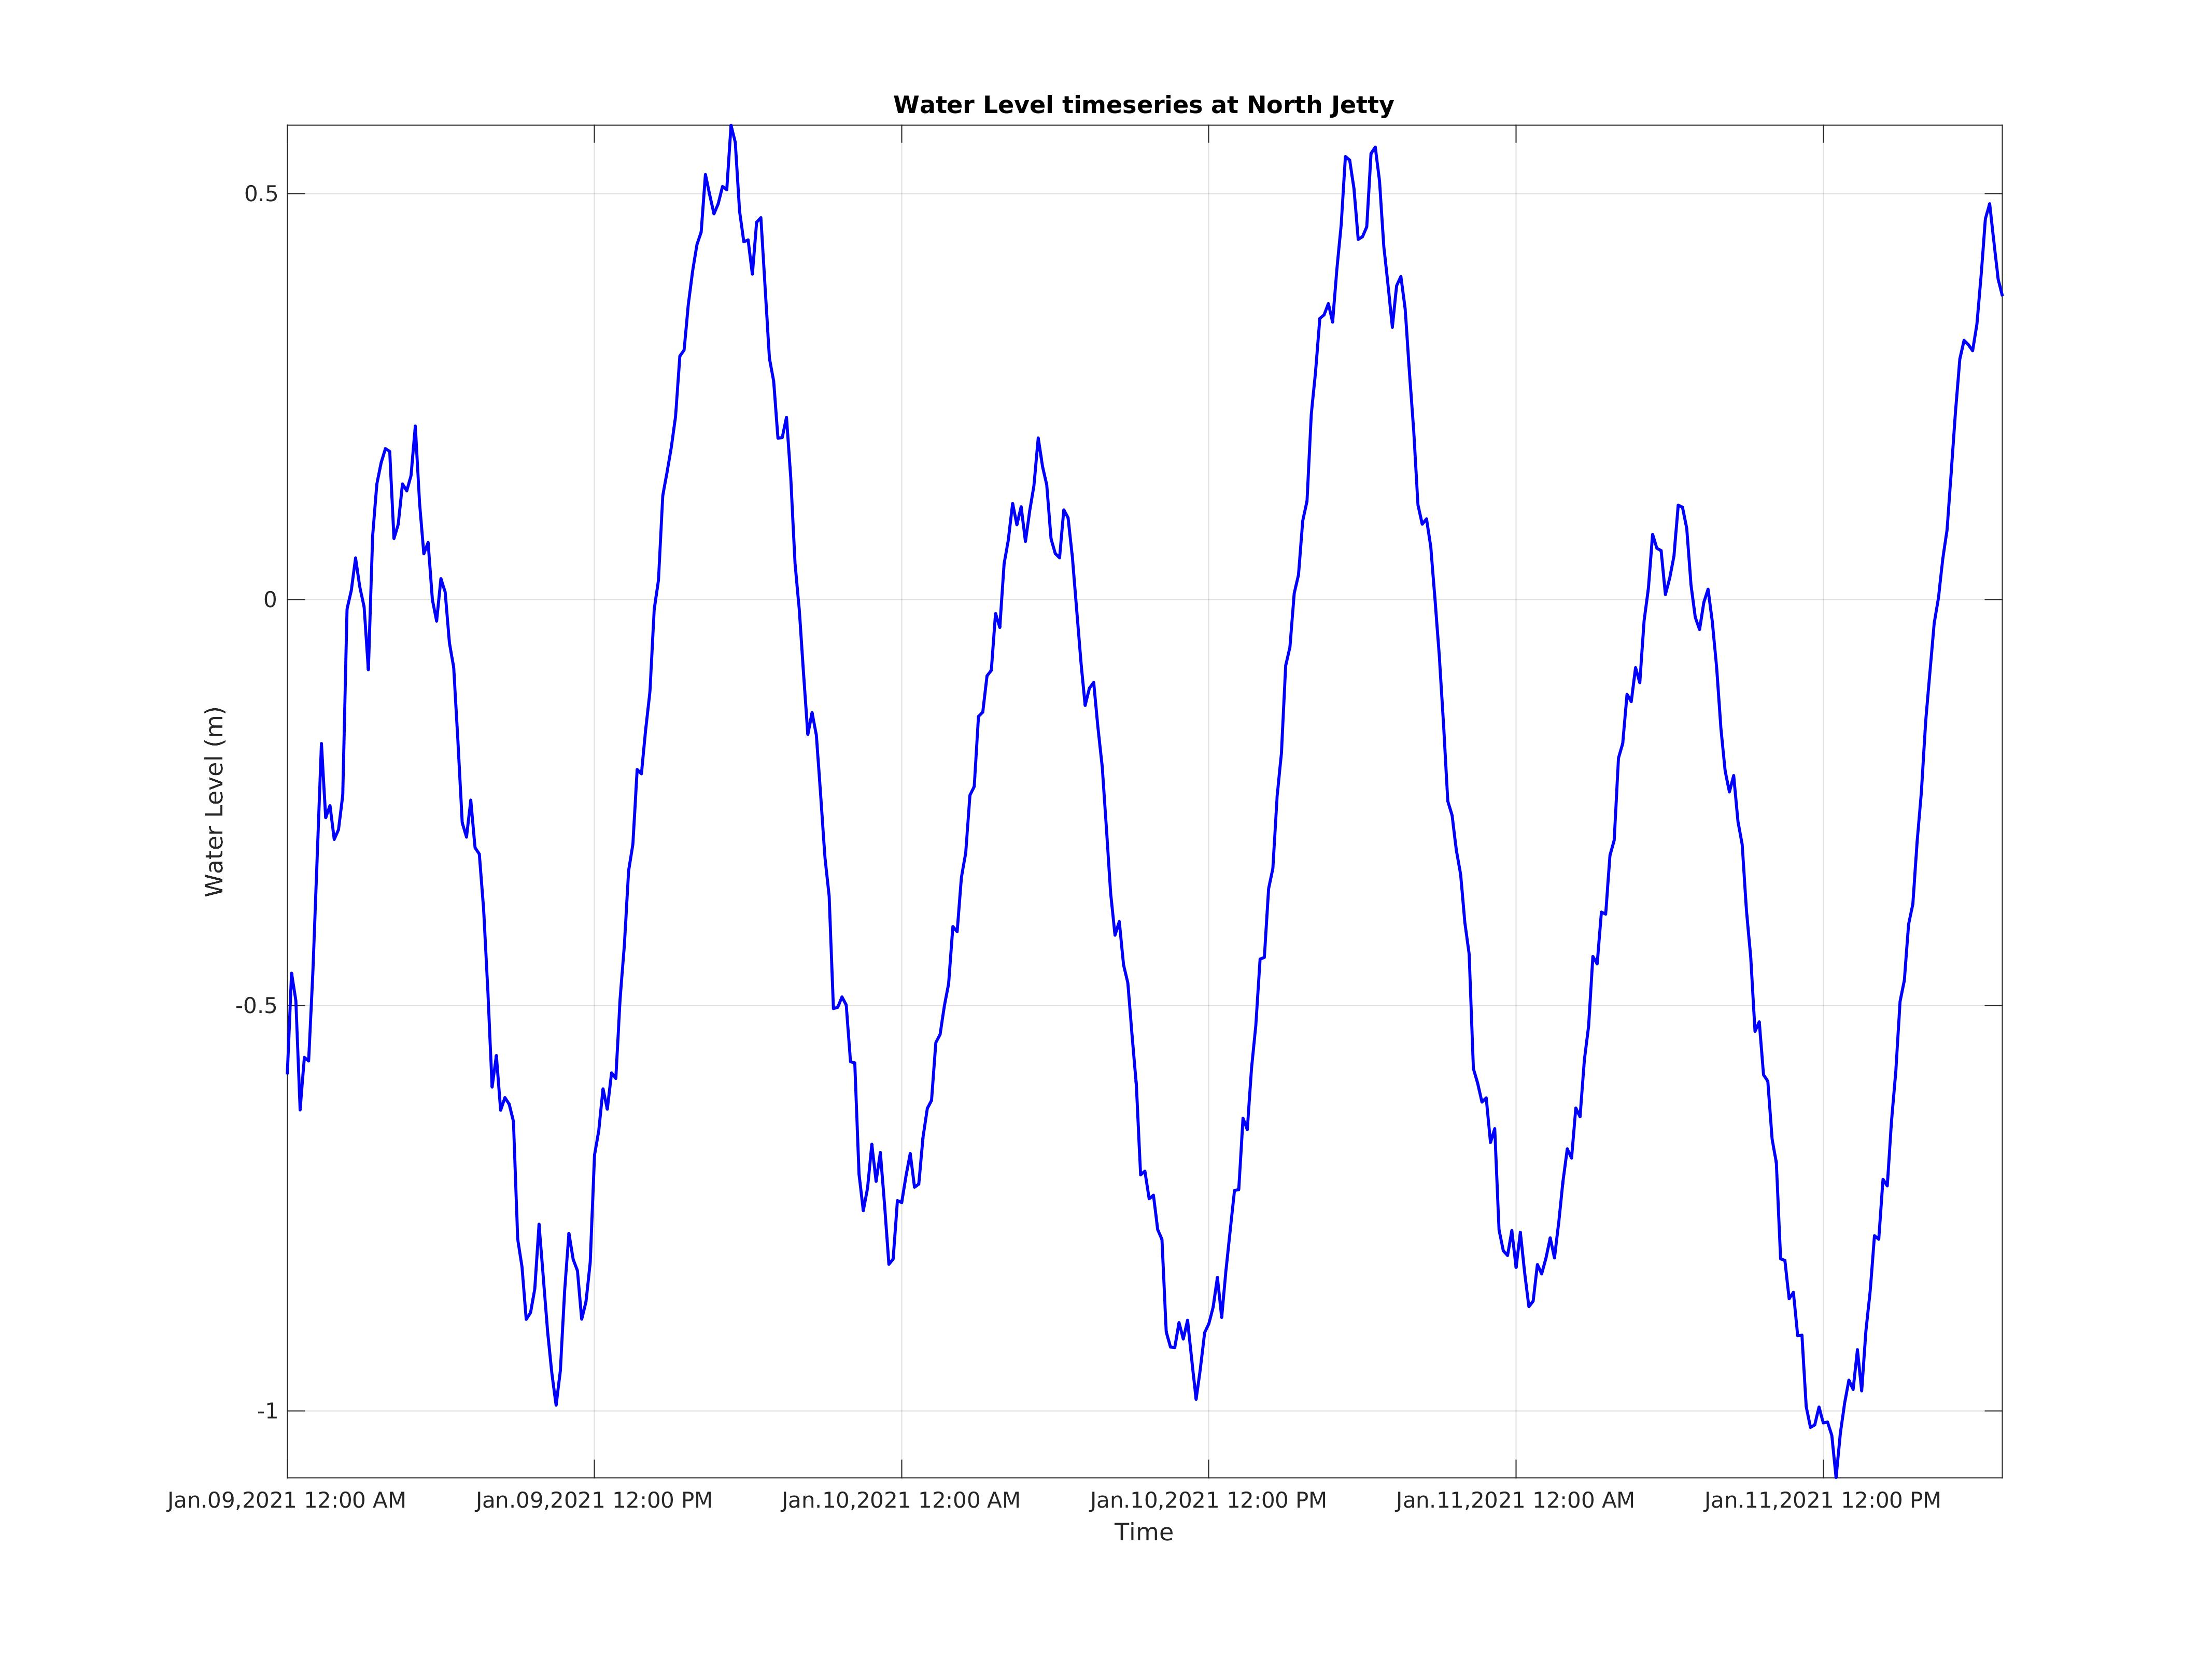 Water Level timeseries at North Jetty
0.5
0
-0.5
-1
Water Level (m)
Jan.09,2021 12:00 AM Jan.09,2021 12:00 PM Jan.10,2021 12:00 AM Jan.10,2021 12:00 PM Jan.11,2021 12:00 AM Jan.11,2021 12:00 PM
Time